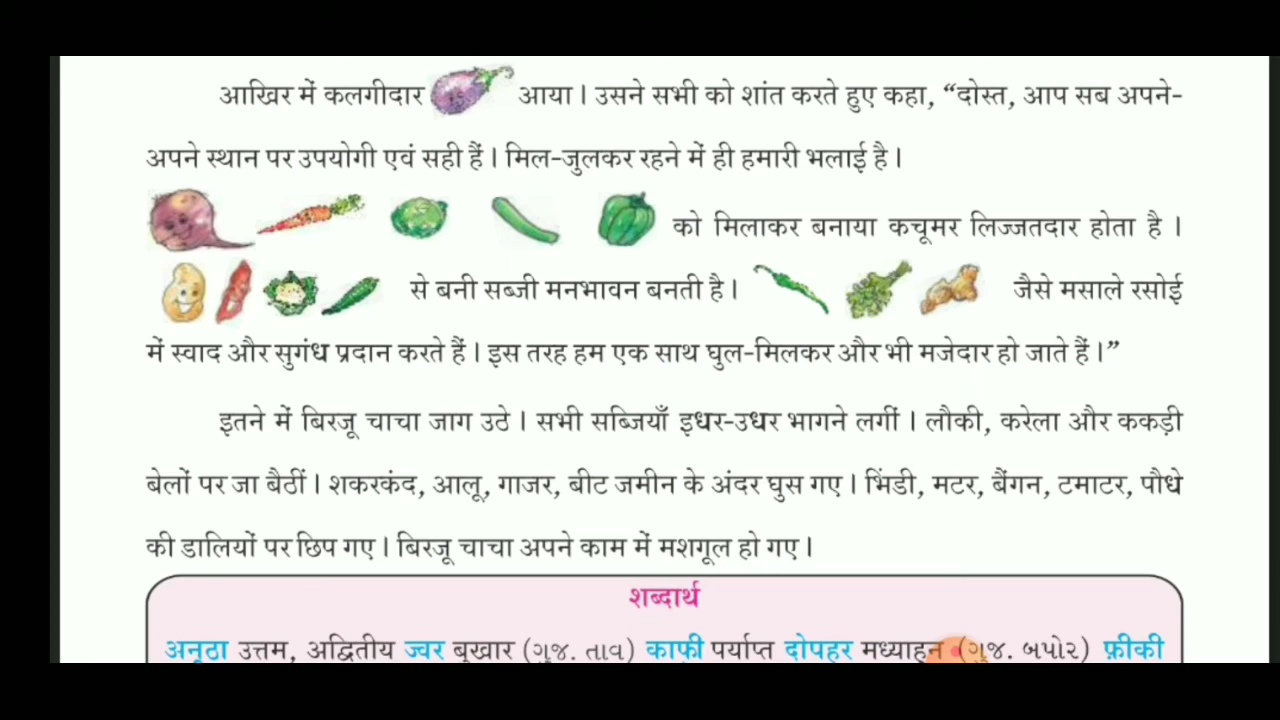 आखिर में कलगीदार आया। उसने सभी को शांत करते हुए कहा, “दोस्त, आप सब अपने-
अपने स्थान पर उपयोगी एवं सही हैं। मिल-जुलकर रहने में ही हमारी भलाई है।
को मिलाकर बनाया कचूमर लिज्जतदार होता है।
से बनी सब्जी मनभावन बनती है। जैसे मसाले रसोई
में स्वाद और सुगंध प्रदान करते हैं। इस तरह हम एक साथ घुल-मिलकर और भी मजेदार हो जाते हैं।”
इतने में बिरजू चाचा जाग उठे। सभी सब्जियाँ इधर-उधर भागने लगीं। लौकी, करेला और ककड़ी
बेलों पर जा बैठीं। शकरकंद, आलू, गाजर, बीट जमीन के अंदर घुस गए। भिंडी, मटर, बैंगन, टमाटर, पौधे
की डालियों पर छिप गए। बिरजू चाचा अपने काम में मशगूल हो गए।
शब्दार्थ
अनूठा उत्तम, अद्वितीय ज्वर बुखार (ગુજ. તાવ) काफी पर्याप्त दोपहर मध्याहन (ગુજ. બપોર) फ़ीकी